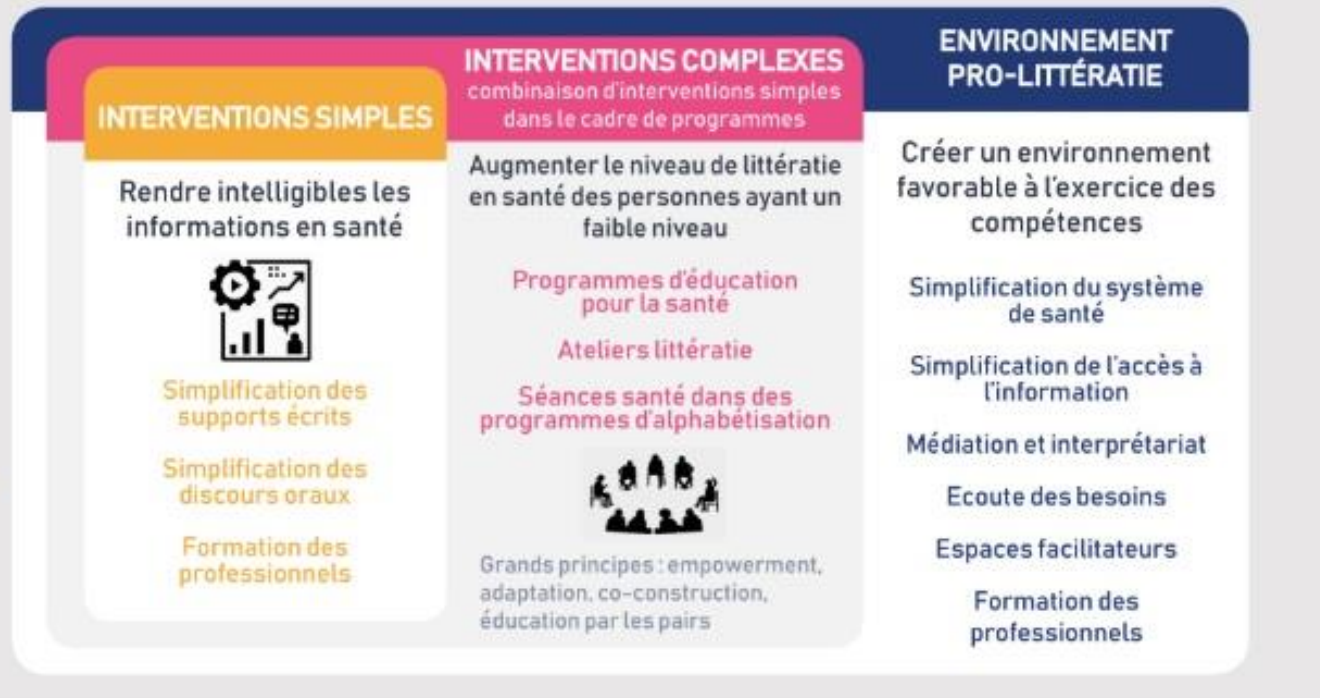 INTERVENTIONS SIMPLES
Rendre intelligibles les
informations en santé
Simplification des
supports écrits
Simplification des
discours oraux
Formation des
professionnels
INTERVENTIONS COMPLEXES
combinaison d'interventions simples
dans le cadre de programmes
Augmenter le niveau de littératie
en santé des personnes ayant un
faible niveau
Programmes d'éducation
pour la santé
Ateliers littératie
Séances santé dans des
programmes d'alphabétisation
Grands principes : empowerment,
adaptation, co-construction,
éducation par les pairs
ENVIRONNEMENT
PRO-LITTÉRATIE
Créer un environnement
favorable à l'exercice des
compétences
Simplification du système
de santé
Simplification de l'accès à
l'information
Médiation et interprétariat
Ecoute des besoins
Espaces facilitateurs
Formation des
professionnels